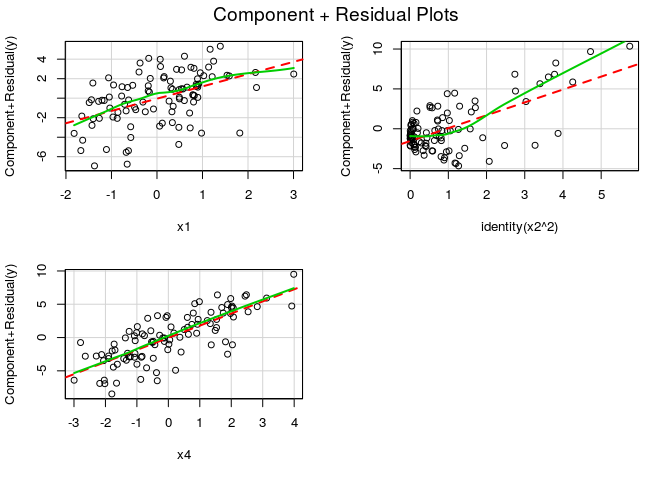 Component + Residual Plots
Component+Residual(y)
4
2
-2
-6
-2 -1 0 1 2 3
x1
Component+Residual(y)
10
5
0
-5
0 1 2 3 4 5
identity(x2^2)
Component+Residual(y)
10
5
0
-5
-3 -2 -1 0 1 2 3 4
x4